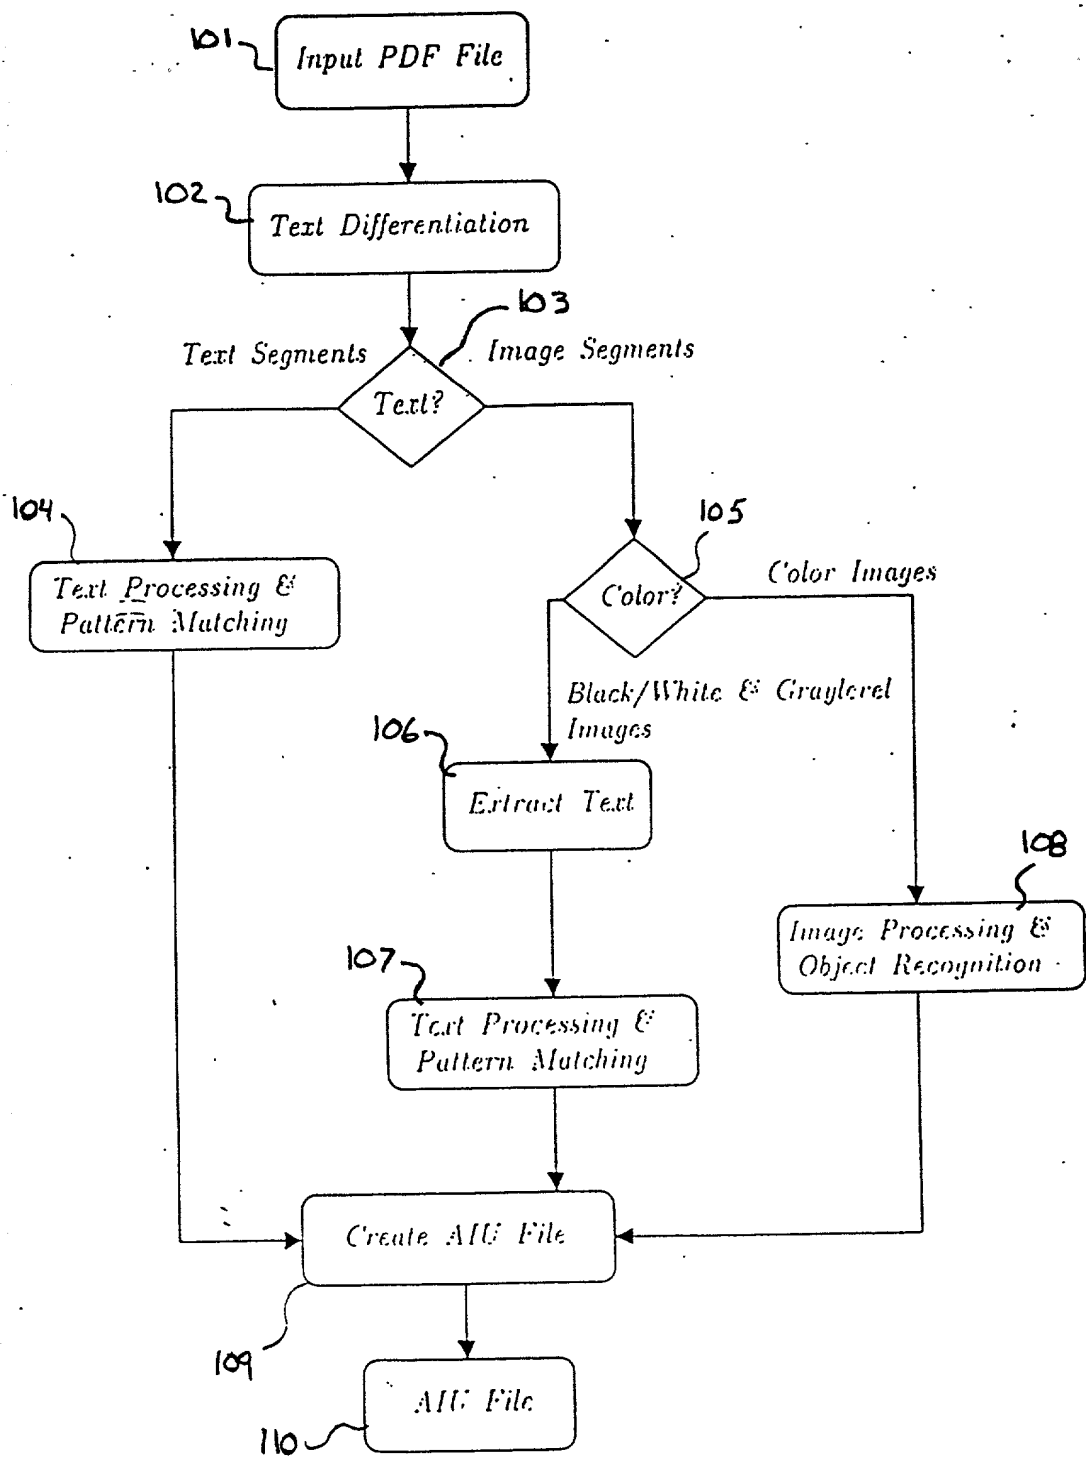 101
Input PDF File
102
Text Differentiation
103
Text Segments
Image Segments
Text?
104
105
Text Processing &
Pattern Matching
Color?
Color Images
Black/White & Graylevel
Images
106
Extract Text
108
Image Processing &
Object Recognition
107
Text Processing &
Pattern Matching
Create AIU File
109
AIU File
110